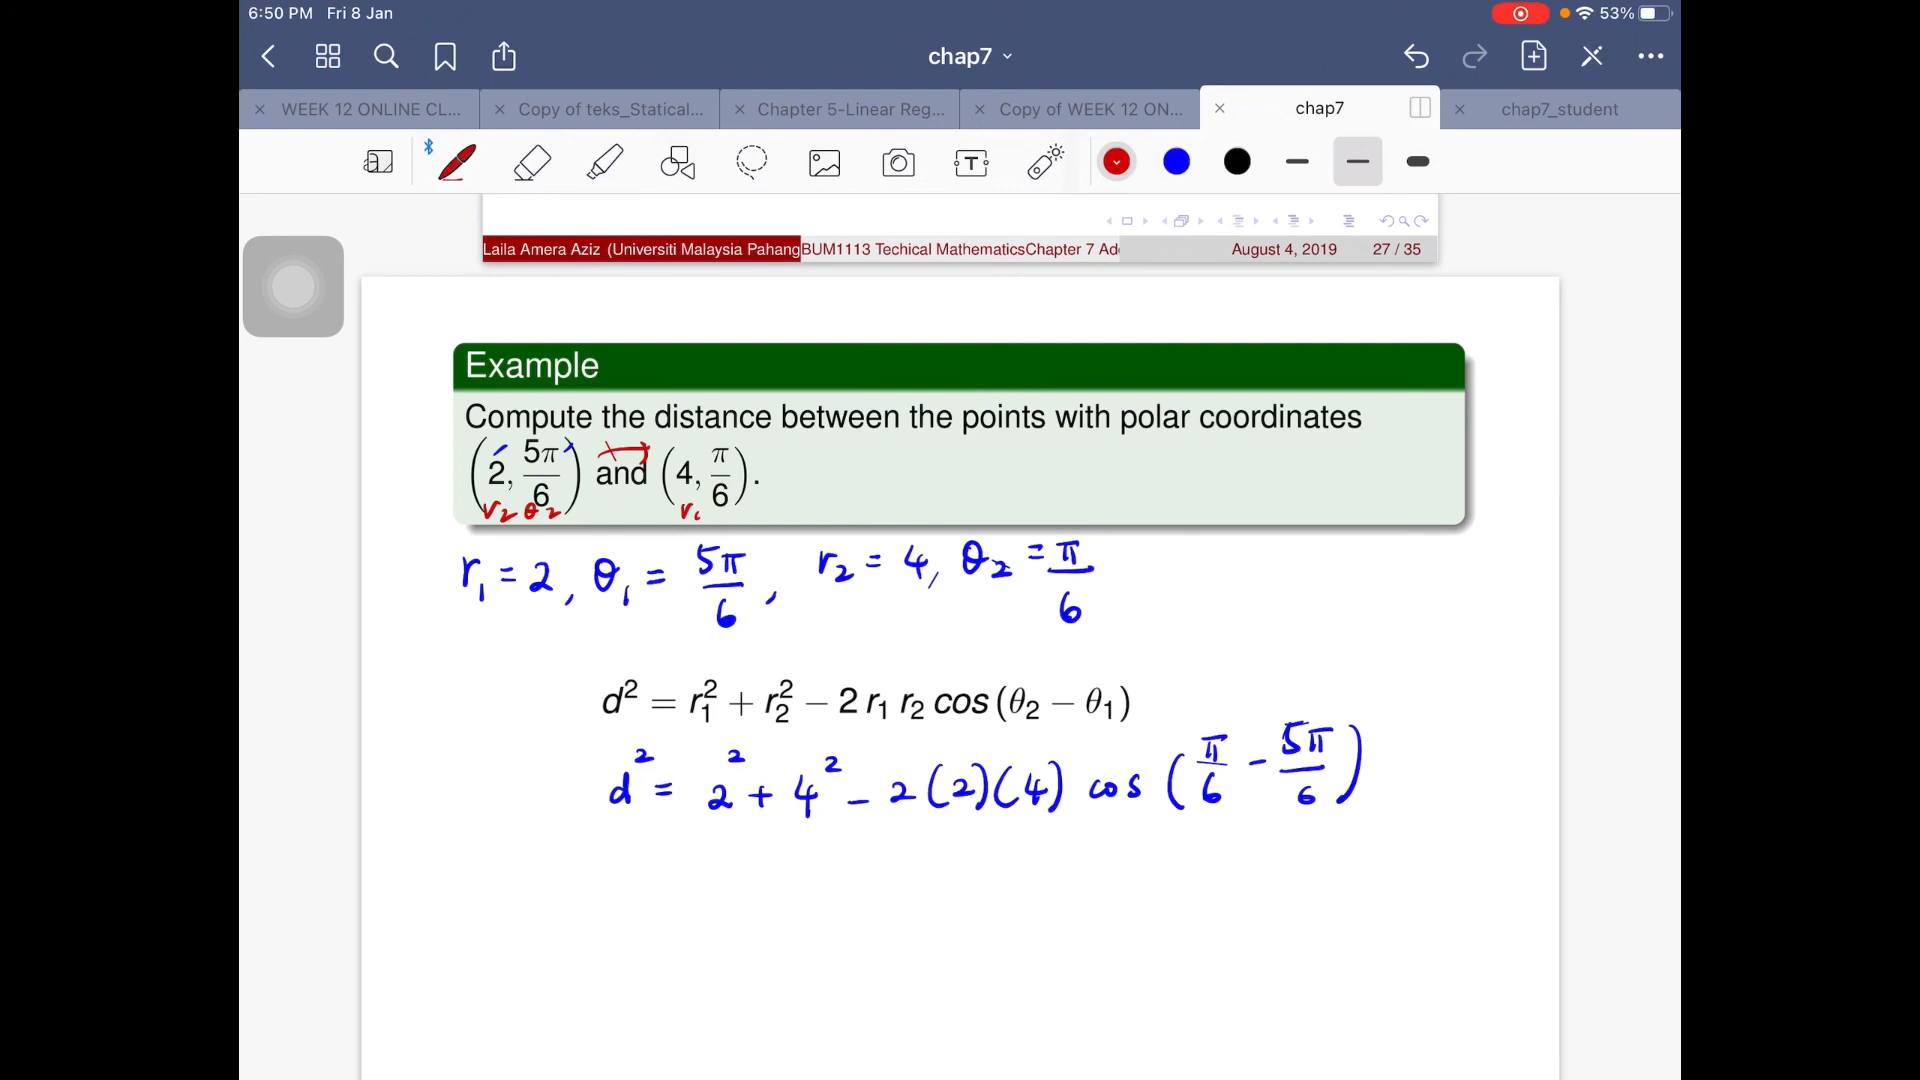 6:50 PM Fri 8 Jan 53%
chap7
WEEK 12 ONLINE CL... Copy of teks_Statical... Chapter 5-Linear Reg... Copy of WEEK 12 ON... chap7 chap7_student
Laila Amera Aziz (Universiti Malaysia Pahang BUM1113 Techical MathematicsChapter 7 Ad August 4, 2019 27 / 35
Example
Compute the distance between the points with polar coordinates
(2, 5π/6) and (4, π/6).
r₂ θ₂ r₁
r₁ = 2, θ₁ = 5π/6, r₂ = 4, θ₂ = π/6
d² = r₁² + r₂² − 2 r₁ r₂ cos (θ₂ − θ₁)
d² = 2² + 4² − 2(2)(4) cos (π/6 − 5π/6)